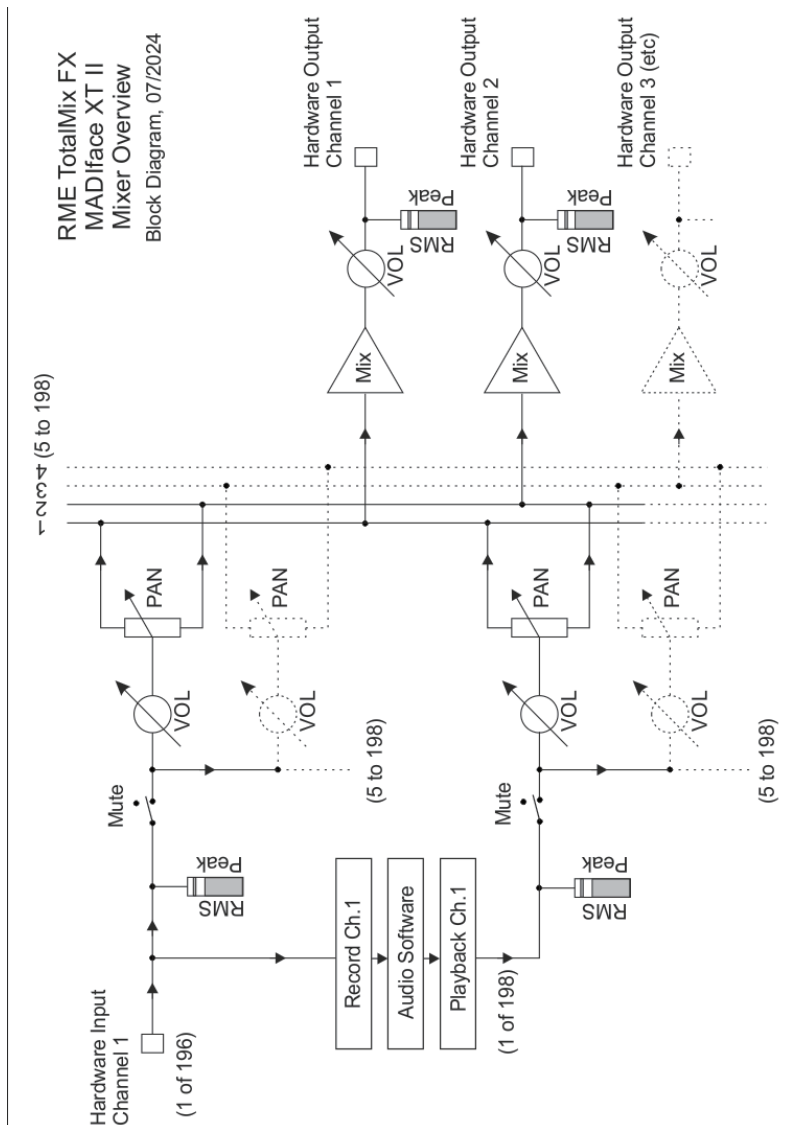 RME TotalMix FX
MADIface XT II
Mixer Overview
Block Diagram, 07/2024
Hardware Input
Channel 1
(1 of 196)
RMS
Peak
Mute
VOL
PAN
VOL
PAN
(5 to 198)
1 2 3 4 (5 to 198)
Record Ch.1
Audio Software
Playback Ch.1
(1 of 198)
RMS
Peak
Mute
VOL
PAN
VOL
PAN
(5 to 198)
Mix
VOL
RMS
Peak
Hardware Output
Channel 1
Mix
VOL
RMS
Peak
Hardware Output
Channel 2
Mix
VOL
Hardware Output
Channel 3 (etc)